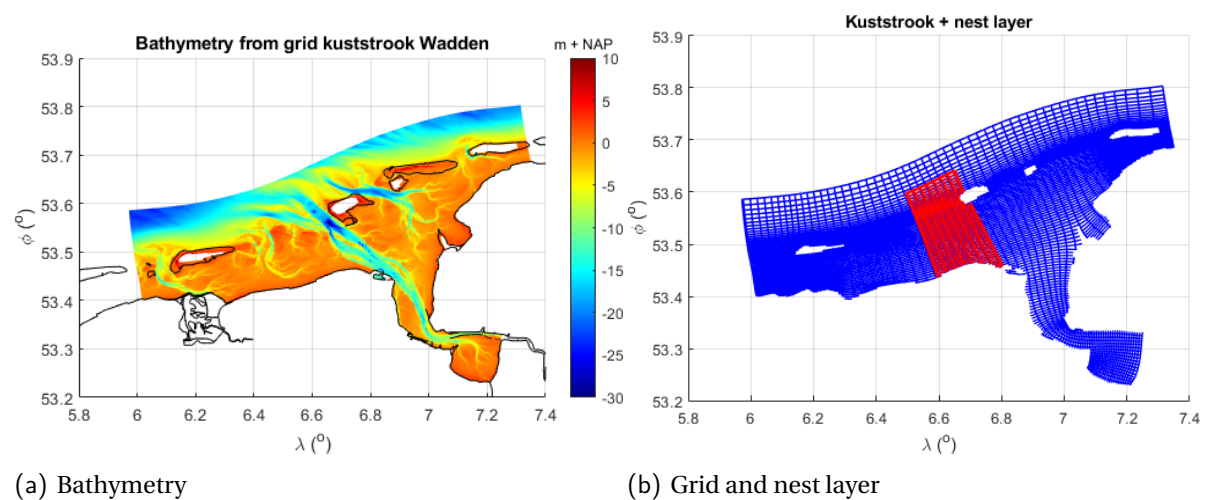 Bathymetry from grid kuststrook Wadden
m + NAP
53.9
53.8
53.7
53.6
53.5
53.4
53.3
53.2
ϕ (°)
5.8 6 6.2 6.4 6.6 6.8 7 7.2 7.4
λ (°)
10
5
0
-5
-10
-15
-20
-25
-30
(a) Bathymetry
Kuststrook + nest layer
53.9
53.8
53.7
53.6
53.5
53.4
53.3
53.2
ϕ (°)
5.8 6 6.2 6.4 6.6 6.8 7 7.2 7.4
λ (°)
(b) Grid and nest layer